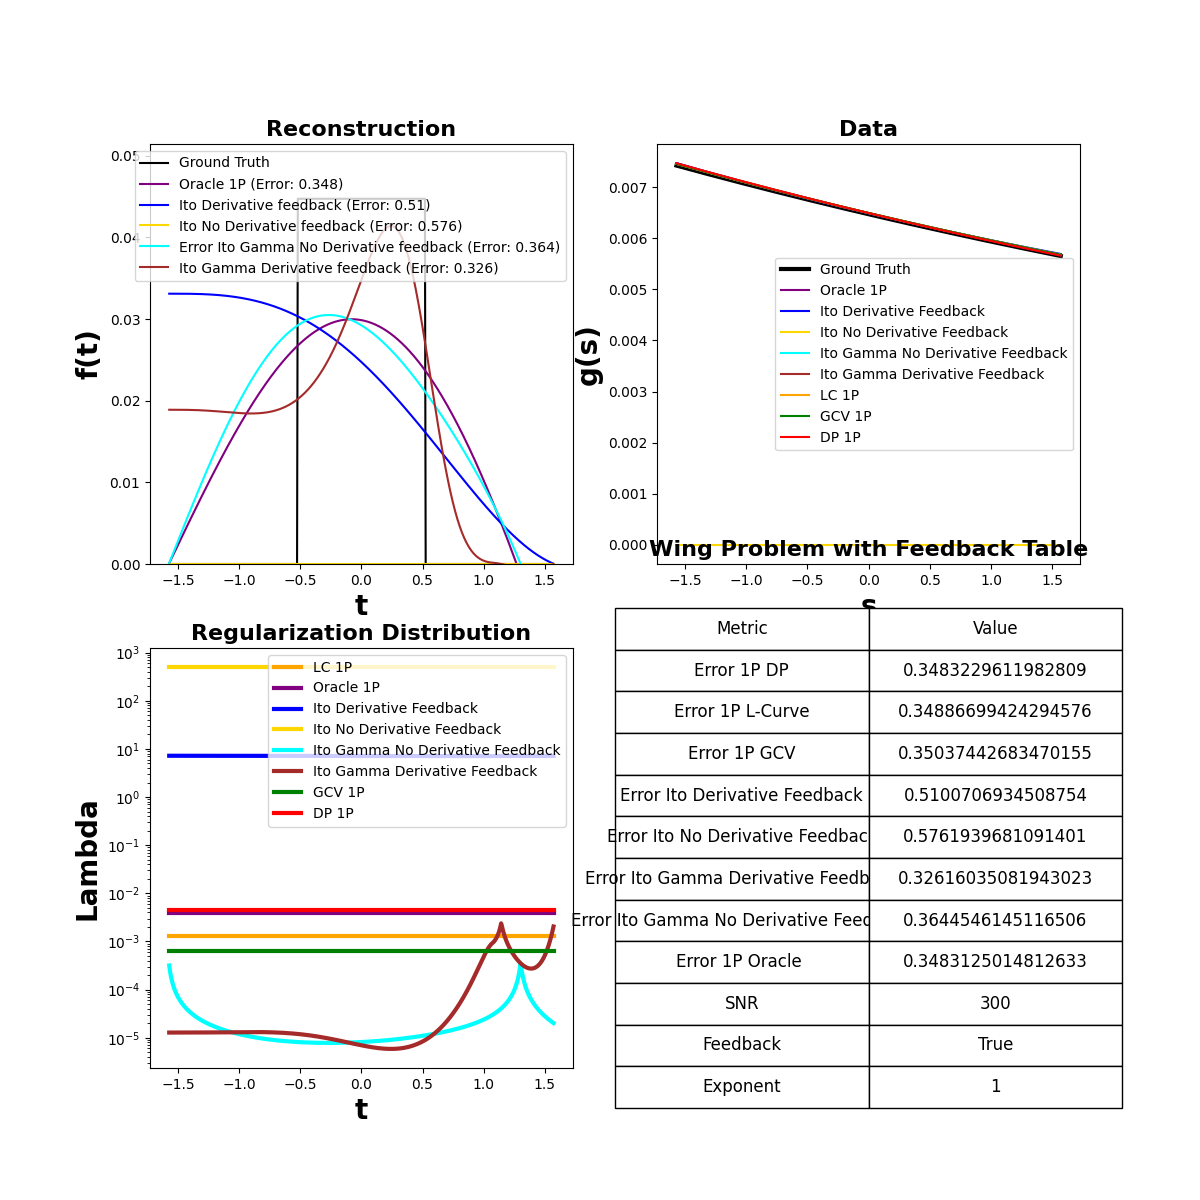 Reconstruction
0.05
0.04
0.03
0.02
0.01
0.00
f(t)
Ground Truth
Oracle 1P (Error: 0.348)
Ito Derivative feedback (Error: 0.51)
Ito No Derivative feedback (Error: 0.576)
Error Ito Gamma No Derivative feedback (Error: 0.364)
Ito Gamma Derivative feedback (Error: 0.326)
−1.5 −1.0 −0.5 0.0 0.5 1.0 1.5
t
Data
0.007
0.006
0.005
0.004
0.003
0.002
0.001
0.000
g(s)
Ground Truth
Oracle 1P
Ito Derivative Feedback
Ito No Derivative Feedback
Ito Gamma No Derivative Feedback
Ito Gamma Derivative Feedback
LC 1P
GCV 1P
DP 1P
−1.5 −1.0 −0.5 0.0 0.5 1.0 1.5
s
Regularization Distribution
10³
10²
10¹
10⁰
10⁻¹
10⁻²
10⁻³
10⁻⁴
10⁻⁵
Lambda
LC 1P
Oracle 1P
Ito Derivative Feedback
Ito No Derivative Feedback
Ito Gamma No Derivative Feedback
Ito Gamma Derivative Feedback
GCV 1P
DP 1P
−1.5 −1.0 −0.5 0.0 0.5 1.0 1.5
t
Wing Problem with Feedback Table
Metric Value
Error 1P DP 0.3483229611982809
Error 1P L-Curve 0.34886699424294576
Error 1P GCV 0.35037442683470155
Error Ito Derivative Feedback 0.5100706934508754
Error Ito No Derivative Feedbac 0.5761939681091401
Error Ito Gamma Derivative Feedb 0.32616035081943023
Error Ito Gamma No Derivative Feec 0.3644546145116506
Error 1P Oracle 0.3483125014812633
SNR 300
Feedback True
Exponent 1